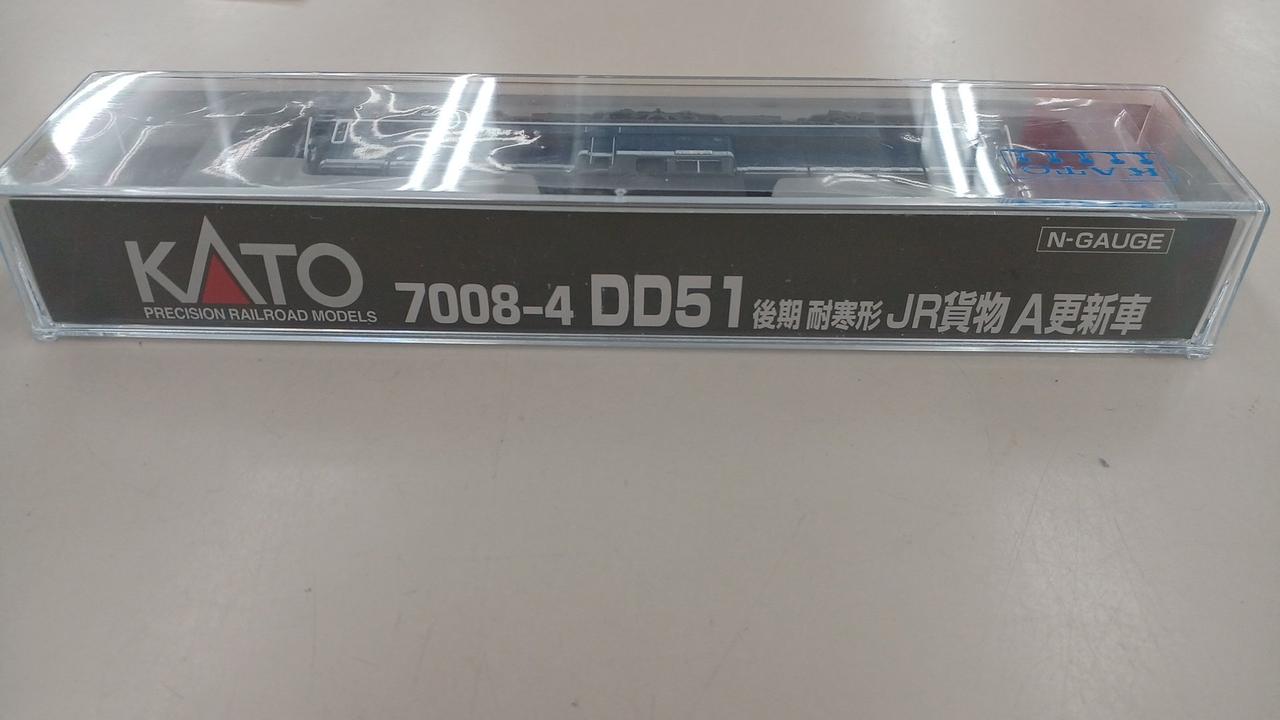 KATO
N-GAUGE
KATO
PRECISION RAILROAD MODELS
7008-4 DD51 後期 耐寒形 JR貨物 A更新車